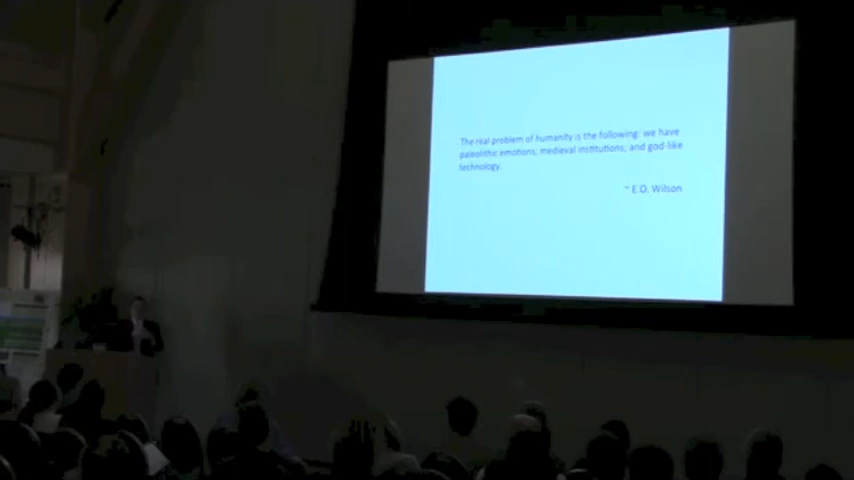 The real problem of humanity is the following: we have
paleolithic emotions; medieval institutions; and god-like
technology.
~ E.O. Wilson